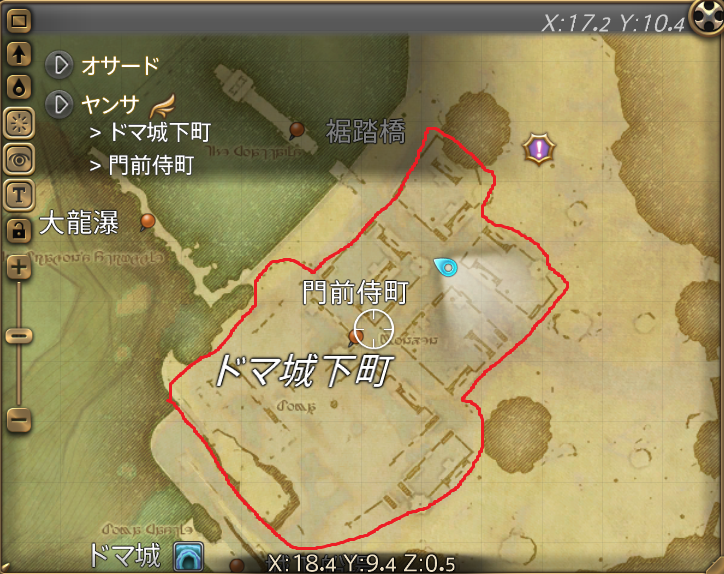 X:17.2 Y:10.4
オサード
ヤンサ
> ドマ城下町
> 門前侍町
裾踏橋
大龍瀑
T
門前侍町
ドマ城下町
ドマ城
X:18.4 Y:9.4 Z:0.5